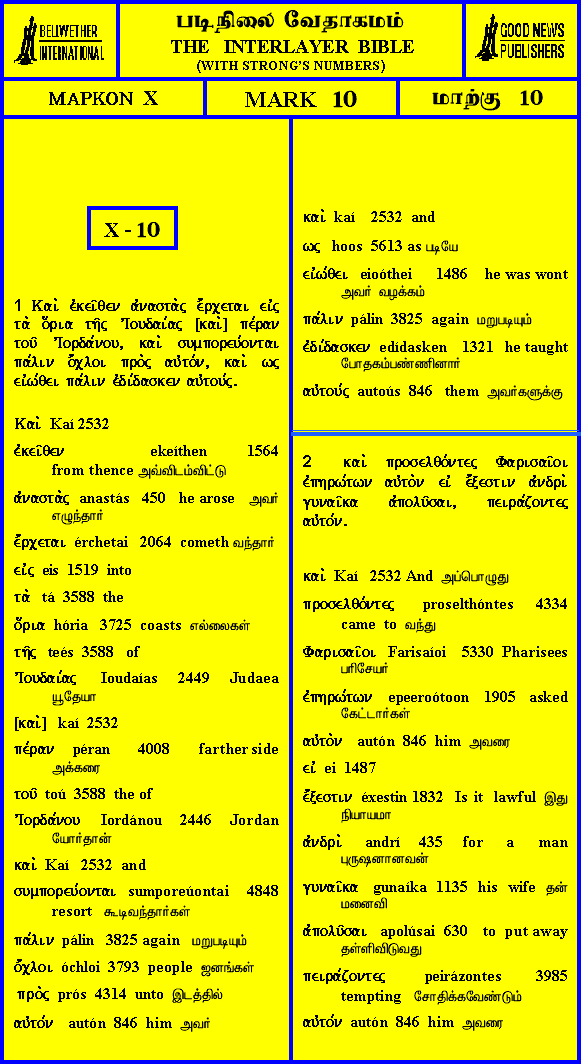 BELLWETHER
INTERNATIONAL
படிநிலை வேதாகமம்
THE INTERLAYER BIBLE
(WITH STRONG'S NUMBERS)
GOOD NEWS
PUBLISHERS
ΜΑΡΚΟΝ X
MARK 10
மாற்கு 10
X - 10
1 Καὶ ἐκεῖθεν ἀναστὰς ἔρχεται εἰς
τὰ ὅρια τῆς Ἰουδαίας [καὶ] πέραν
τοῦ Ἰορδάνου, καὶ συμπορεύονται
πάλιν ὄχλοι πρὸς αὐτόν, καὶ ως
εἰώθει πάλιν ἐδίδασκεν αὐτούς.
Καὶ Kaí 2532
ἐκεῖθεν ekeíthen 1564
from thence அவ்விடம்விட்டு
ἀναστὰς anastás 450 he arose அவர்
எழுந்தார்
ἔρχεται érchetai 2064 cometh வந்தார்
εἰς eis 1519 into
τὰ tá 3588 the
ὅρια hória 3725 coasts எல்லைகள்
τῆς teés 3588 of
Ἰουδαίας Ioudaías 2449 Judaea
யூதேயா
[καὶ] kaí 2532
πέραν péran 4008 farther side
அக்கரை
τοῦ toú 3588 the of
Ἰορδάνου Iordánou 2446 Jordan
யோர்தான்
καὶ Kaí 2532 and
συμπορεύονται sumporeúontai 4848
resort கூடிவந்தார்கள்
πάλιν pálin 3825 again மறுபடியும்
ὄχλοι óchloi 3793 people ஜனங்கள்
πρὸς prós 4314 unto இடத்தில்
αὐτόν autón 846 him அவர்
καὶ kaí 2532 and
ως hoos 5613 as படியே
εἰώθει eioóthei 1486 he was wont
அவர் வழக்கம்
πάλιν pálin 3825 again மறுபடியும்
ἐδίδασκεν edídasken 1321 he taught
போதகம்பண்ணினார்
αὐτούς autoús 846 them அவர்களுக்கு
2 καὶ προσελθόντες Φαρισαῖοι
ἐπηρώτων αὐτὸν εἰ ἔξεστιν ἀνδρὶ
γυναῖκα ἀπολῦσαι, πειράζοντες
αὐτόν.
καὶ Kaí 2532 And அப்பொழுது
προσελθόντες proselthóntes 4334
came to வந்து
Φαρισαῖοι Farisaíoi 5330 Pharisees
பரிசேயர்
ἐπηρώτων epeeroótoon 1905 asked
கேட்டார்கள்
αὐτὸν autón 846 him அவரை
εἰ ei 1487
ἔξεστιν éxestin 1832 Is it lawful இது
நியாயமா
ἀνδρὶ andrí 435 for a man
புருஷனானவன்
γυναῖκα gunaíka 1135 his wife தன்
மனைவி
ἀπολῦσαι apolúsai 630 to put away
தள்ளிவிடுவது
πειράζοντες peirázontes 3985
tempting சோதிக்கவேண்டும்
αὐτόν autón 846 him அவரை